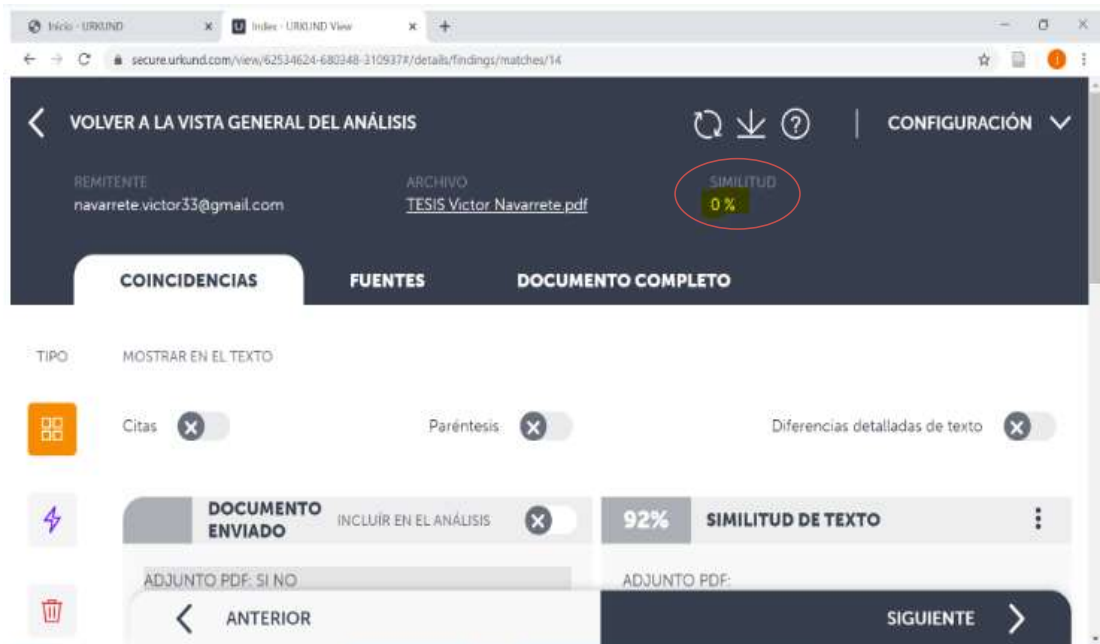 Inicio - URKUND
Index - URKUND View
secure.urkund.com/view/62534624-680348-310937#/details/findings/matches/14
VOLVER A LA VISTA GENERAL DEL ANÁLISIS
CONFIGURACIÓN
REMITENTE
ARCHIVO
SIMILITUD
navarrete.victor33@gmail.com
TESIS Victor Navarrete.pdf
0 %
COINCIDENCIAS
FUENTES
DOCUMENTO COMPLETO
TIPO
MOSTRAR EN EL TEXTO
Citas
Paréntesis
Diferencias detalladas de texto
DOCUMENTO
ENVIADO
INCLUÍR EN EL ANÁLISIS
92%
SIMILITUD DE TEXTO
ADJUNTO PDF: SI NO
ADJUNTO PDF:
ANTERIOR
SIGUIENTE